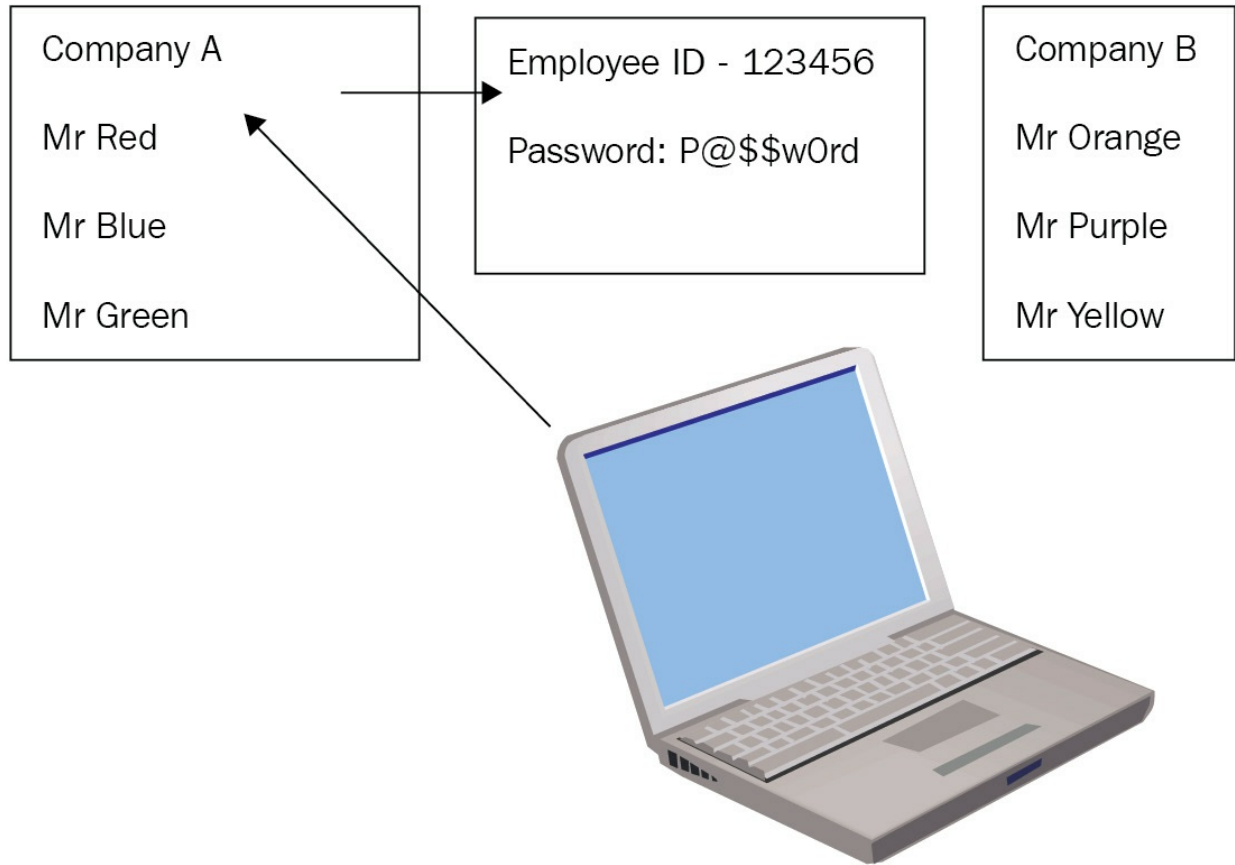 Company A
Mr Red
Mr Blue
Mr Green
Employee ID - 123456
Password: P@$$w0rd
Company B
Mr Orange
Mr Purple
Mr Yellow